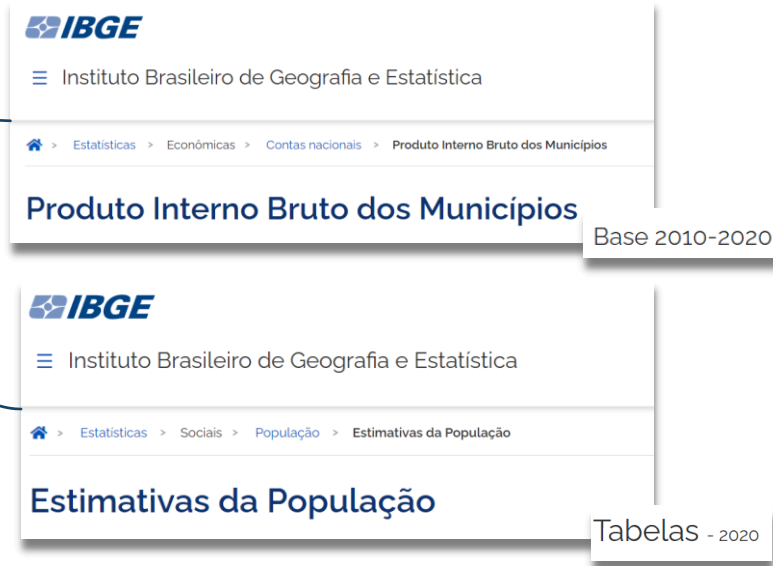 IBGE
Instituto Brasileiro de Geografia e Estatística
> Estatísticas > Econômicas > Contas nacionais > Produto Interno Bruto dos Municípios
Produto Interno Bruto dos Municípios
Base 2010-2020
IBGE
Instituto Brasileiro de Geografia e Estatística
> Estatísticas > Sociais > População > Estimativas da População
Estimativas da População
Tabelas - 2020